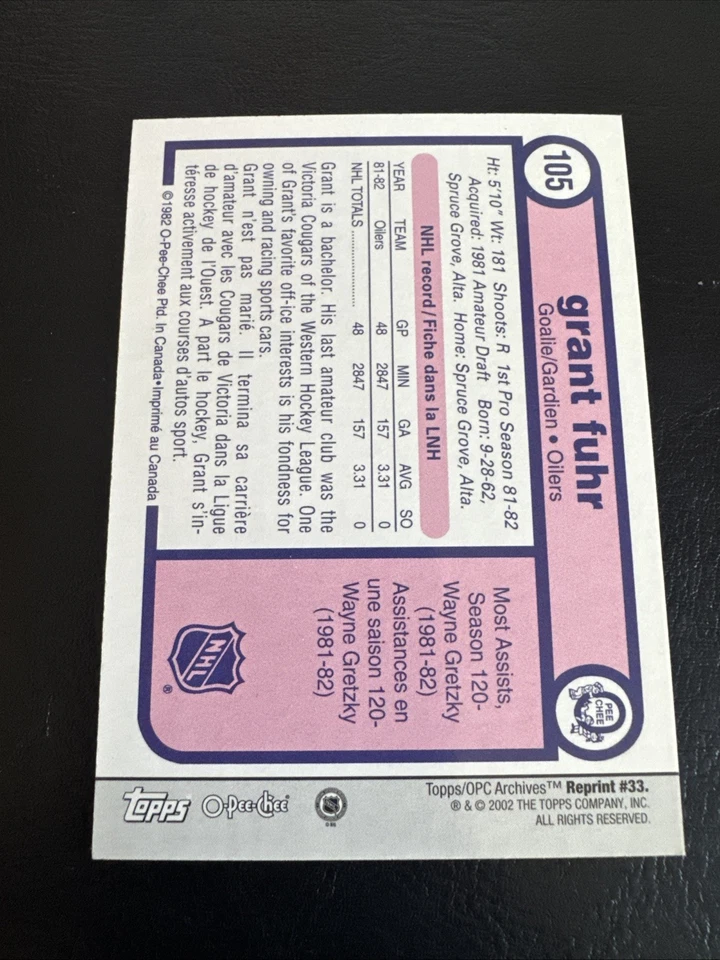 105
grant fuhr
Goalie/Gardien • Oilers
O
PEE
CHEE
Ht: 5'10" Wt: 181 Shoots: R 1st Pro Season 81-82
Acquired: 1981 Amateur Draft Born: 9-28-62,
Spruce Grove, Alta. Home: Spruce Grove, Alta.
NHL record/Fiche dans la LNH
YEAR TEAM GP MIN GA AVG SO
81-82 Oilers 48 2847 157 3.31 0
NHL TOTALS .................... 48 2847 157 3.31 0
Grant is a bachelor. His last amateur club was the
Victoria Cougars of the Western Hockey League. One
of Grant's favorite off-ice interests is his fondness for
owning and racing sports cars.
Grant n'est pas marié. Il termina sa carrière
d'amateur avec les Cougars de Victoria dans la Ligue
de hockey de l'Ouest. A part le hockey, Grant s'in-
téresse activement aux courses d'autos sport.
©1982 O-Pee-Chee Ptd. In Canada•Imprimé au Canada
Most Assists,
Season 120-
Wayne Gretzky
(1981-82)
Assistances en
une saison 120-
Wayne Gretzky
(1981-82)
NHL
®
Topps/OPC Archives™ Reprint #33.
® & © 2002 THE TOPPS COMPANY, INC.
ALL RIGHTS RESERVED.
O-Pee-Chee
topps